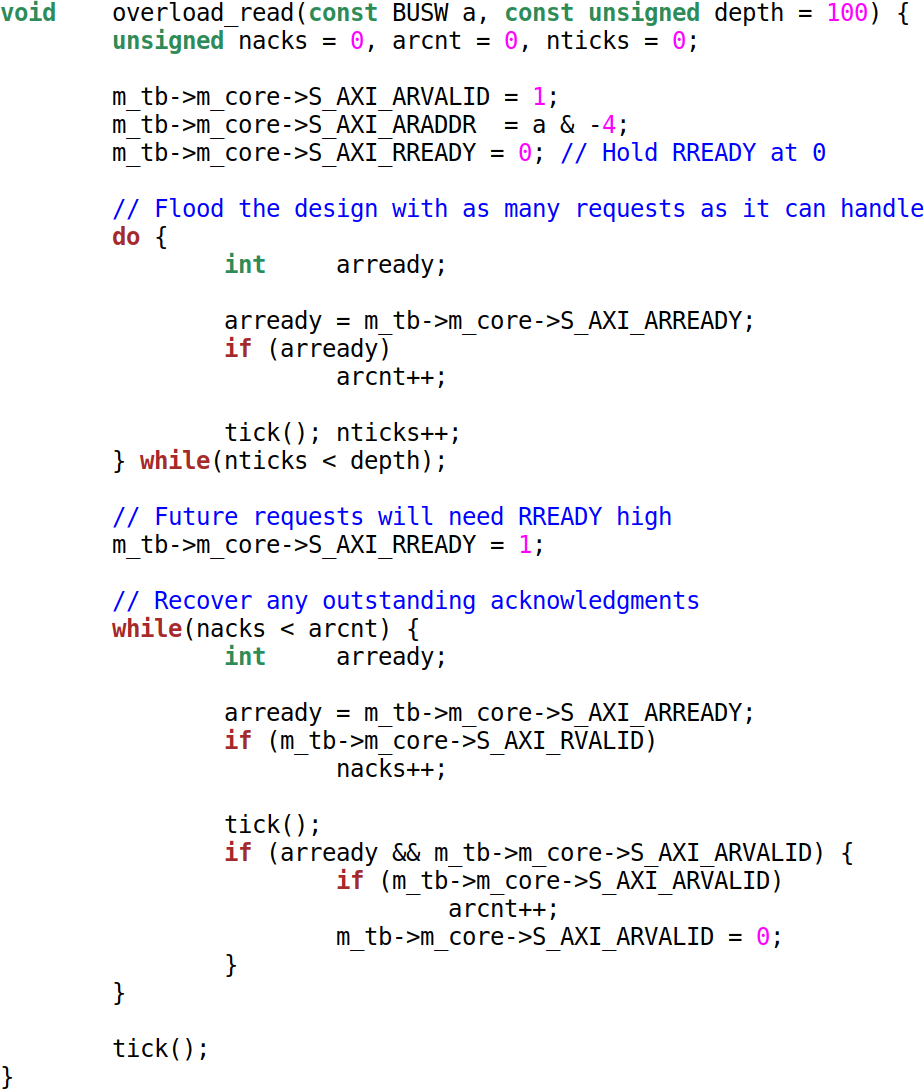 void    overload_read(const BUSW a, const unsigned depth = 100) {
        unsigned nacks = 0, arcnt = 0, nticks = 0;

        m_tb->m_core->S_AXI_ARVALID = 1;
        m_tb->m_core->S_AXI_ARADDR  = a & -4;
        m_tb->m_core->S_AXI_RREADY = 0; // Hold RREADY at 0

        // Flood the design with as many requests as it can handle
        do {
                int     arready;

                arready = m_tb->m_core->S_AXI_ARREADY;
                if (arready)
                        arcnt++;

                tick(); nticks++;
        } while(nticks < depth);

        // Future requests will need RREADY high
        m_tb->m_core->S_AXI_RREADY = 1;

        // Recover any outstanding acknowledgments
        while(nacks < arcnt) {
                int     arready;

                arready = m_tb->m_core->S_AXI_ARREADY;
                if (m_tb->m_core->S_AXI_RVALID)
                        nacks++;

                tick();
                if (arready && m_tb->m_core->S_AXI_ARVALID) {
                        if (m_tb->m_core->S_AXI_ARVALID)
                                arcnt++;
                        m_tb->m_core->S_AXI_ARVALID = 0;
                }
        }

        tick();
}